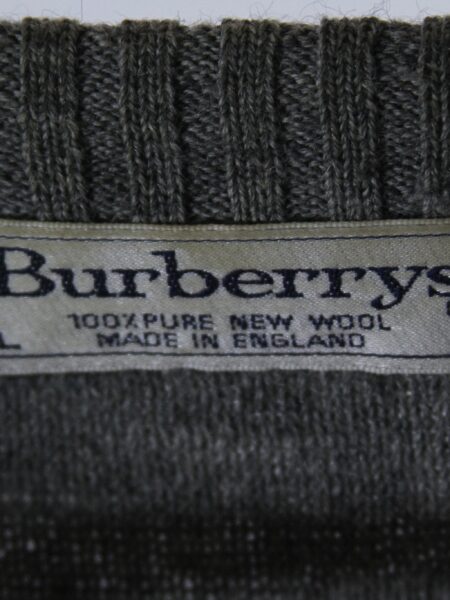 Burberrys
100% PURE NEW WOOL
L MADE IN ENGLAND